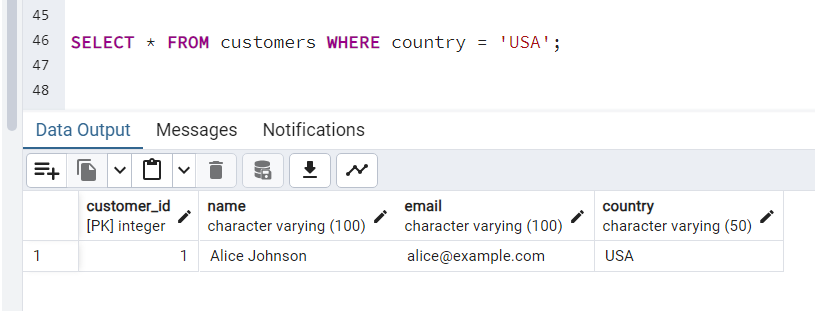 45
46 SELECT * FROM customers WHERE country = 'USA';
47
48
Data Output Messages Notifications
customer_id name email country
[PK] integer character varying (100) character varying (100) character varying (50)
1 1 Alice Johnson alice@example.com USA